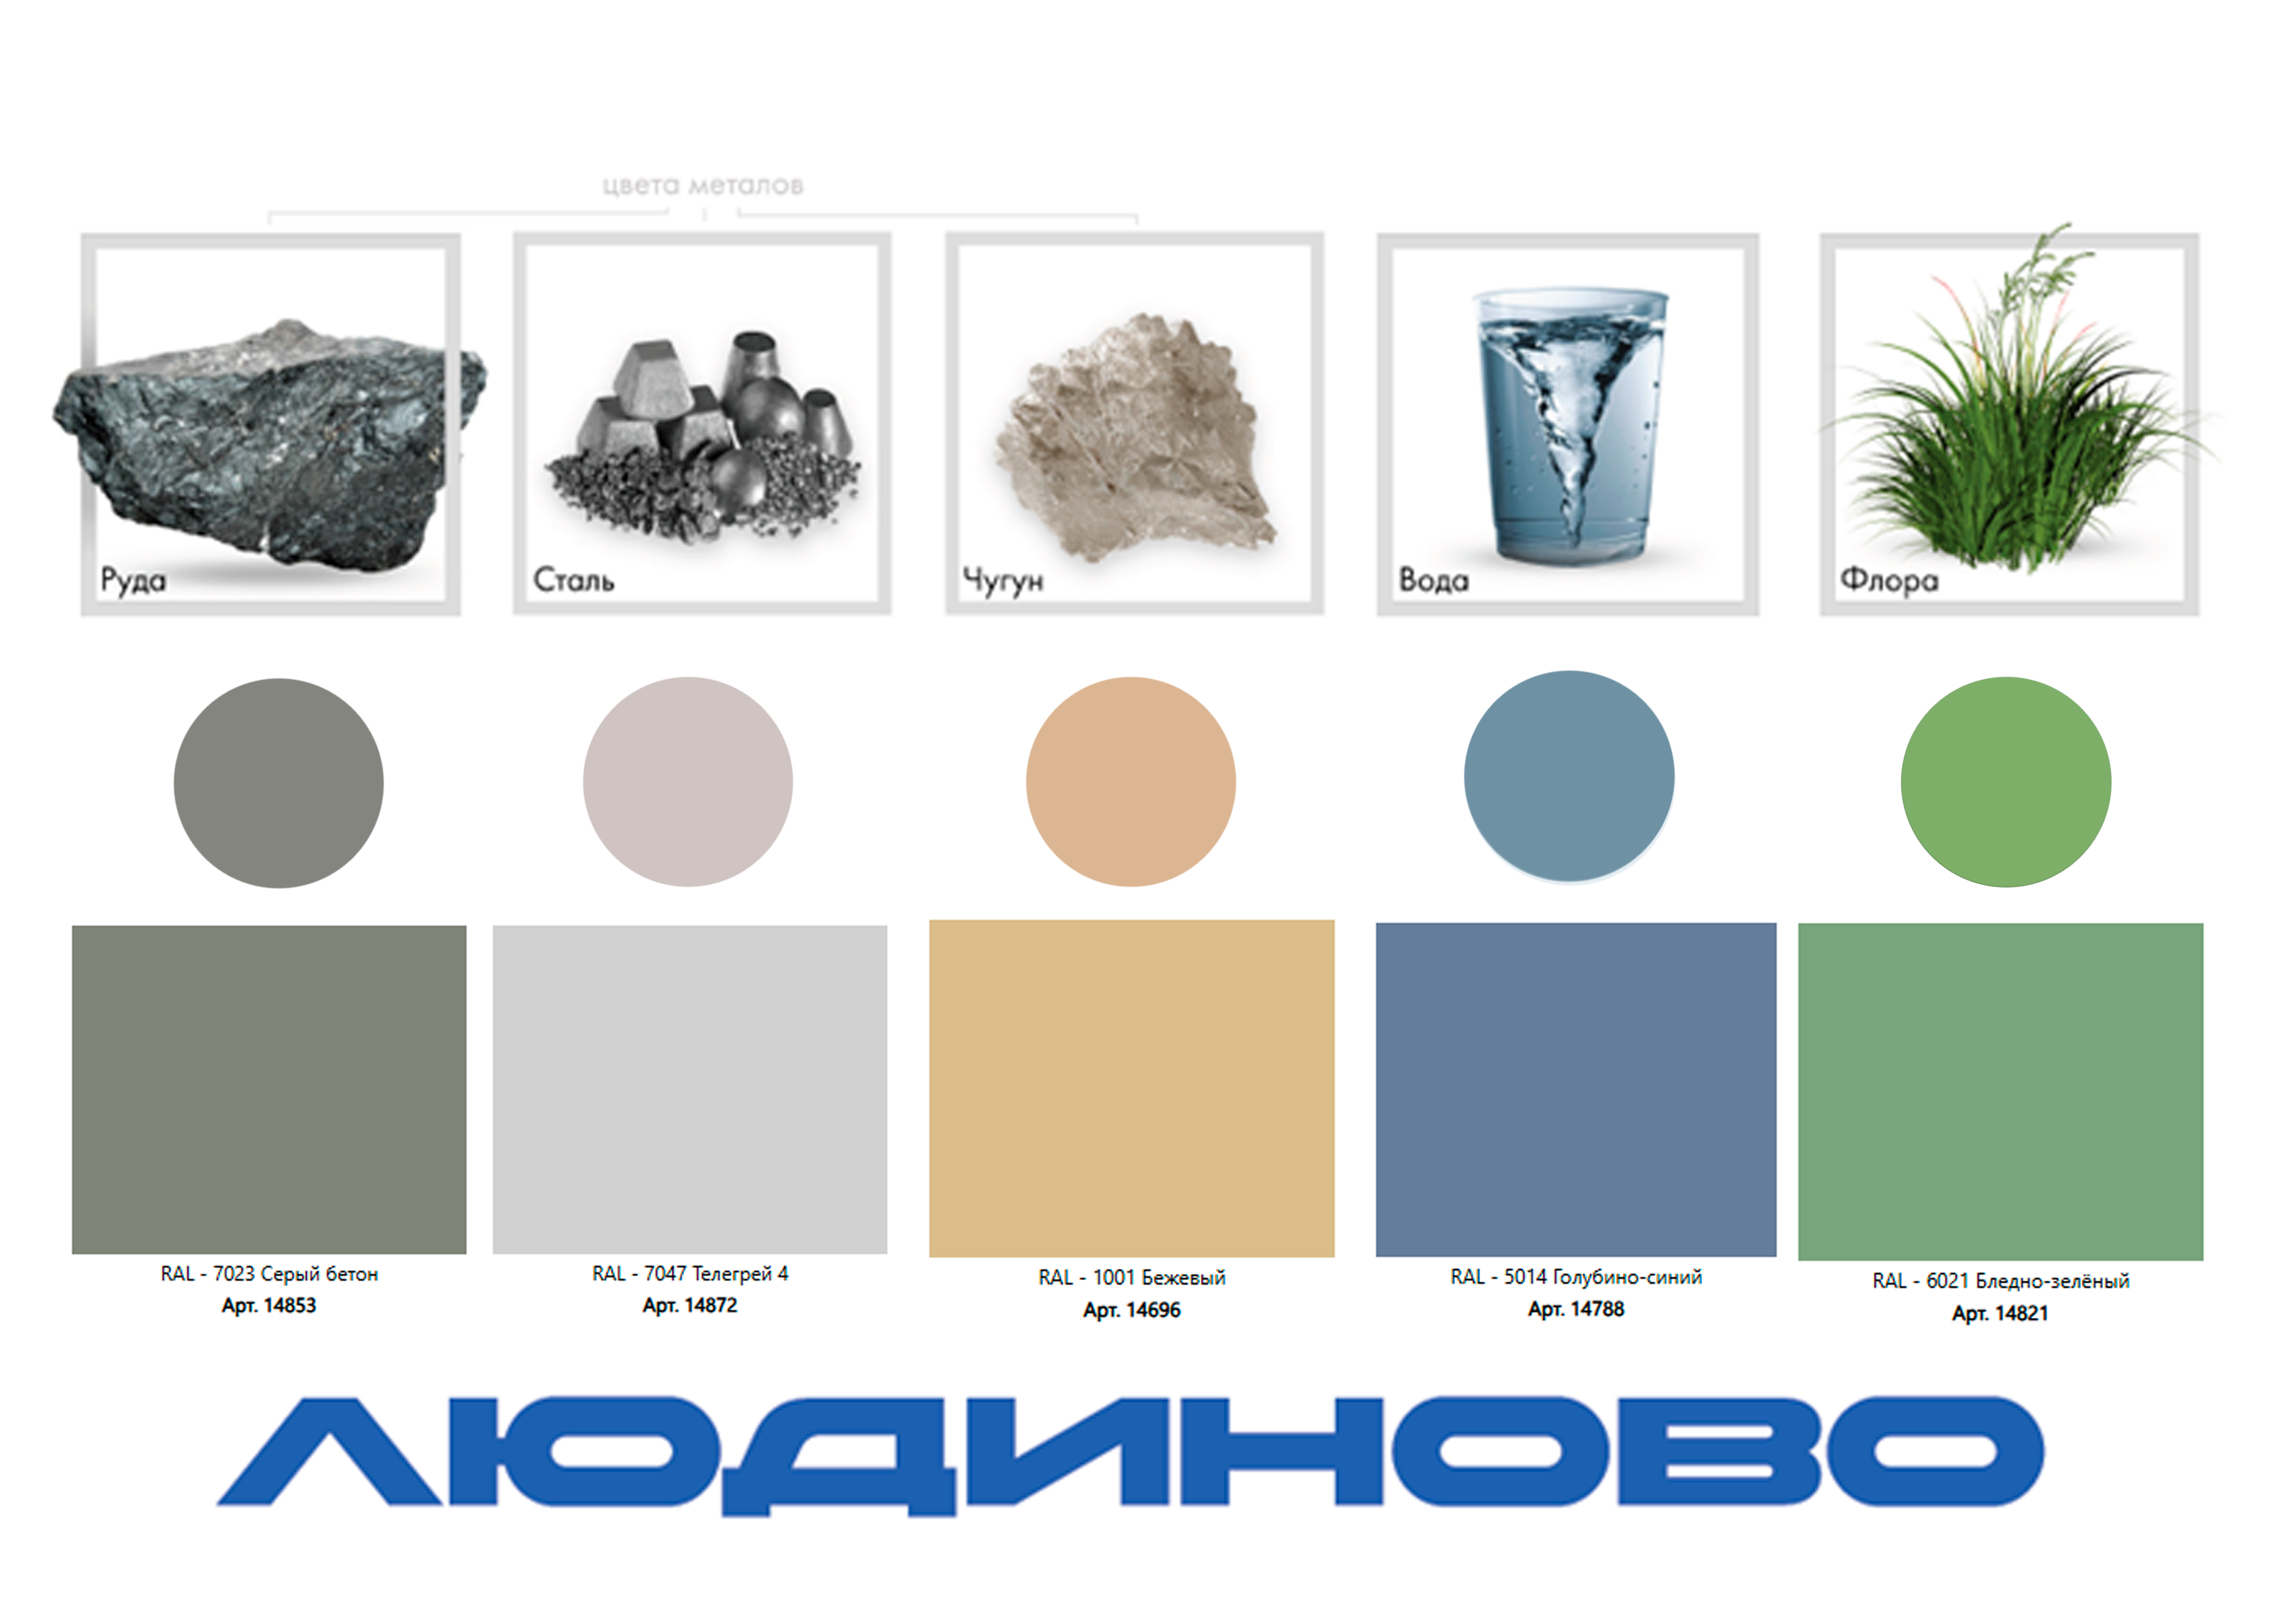 цвета металов
Руда
Сталь
Чугун
Вода
Флора
RAL - 7023 Серый бетон
Арт. 14853
RAL - 7047 Телегрей 4
Арт. 14872
RAL - 1001 Бежевый
Арт. 14696
RAL - 5014 Голубино-синий
Арт. 14788
RAL - 6021 Бледно-зелёный
Арт. 14821
ЛЮДИНОВО